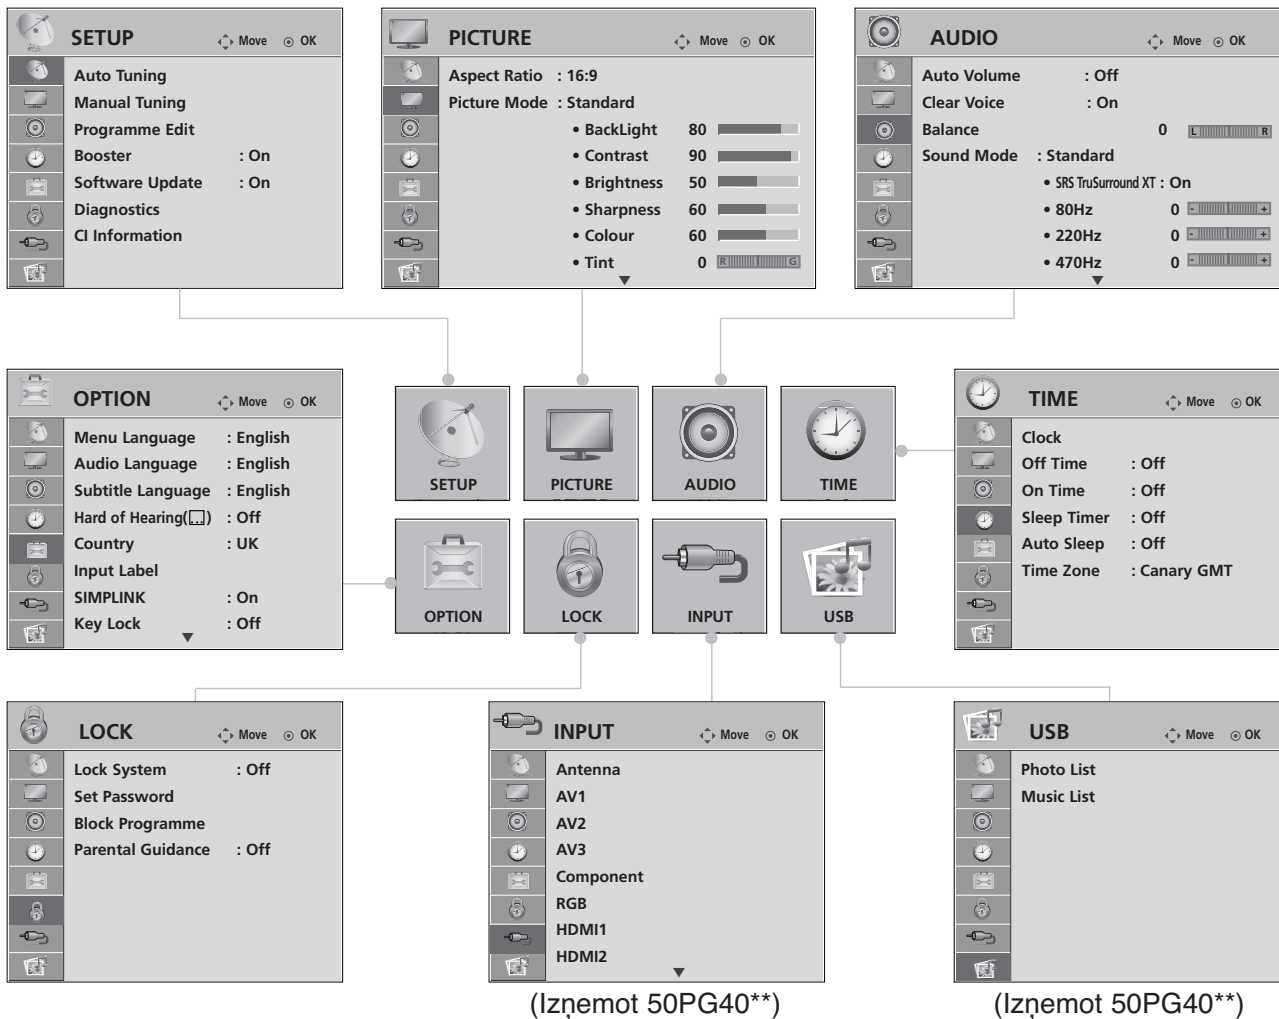 SETUP Move OK
Auto Tuning
Manual Tuning
Programme Edit
Booster : On
Software Update : On
Diagnostics
CI Information
PICTURE Move OK
Aspect Ratio : 16:9
Picture Mode : Standard
• BackLight 80
• Contrast 90
• Brightness 50
• Sharpness 60
• Colour 60
• Tint 0 R G
AUDIO Move OK
Auto Volume : Off
Clear Voice : On
Balance 0 L R
Sound Mode : Standard
• SRS TruSurround XT : On
• 80Hz 0 - +
• 220Hz 0 - +
• 470Hz 0 - +
OPTION Move OK
Menu Language : English
Audio Language : English
Subtitle Language : English
Hard of Hearing( ) : Off
Country : UK
Input Label
SIMPLINK : On
Key Lock : Off
SETUP
PICTURE
AUDIO
TIME
OPTION
LOCK
INPUT
USB
TIME Move OK
Clock
Off Time : Off
On Time : Off
Sleep Timer : Off
Auto Sleep : Off
Time Zone : Canary GMT
LOCK Move OK
Lock System : Off
Set Password
Block Programme
Parental Guidance : Off
INPUT Move OK
Antenna
AV1
AV2
AV3
Component
RGB
HDMI1
HDMI2
(Izņemot 50PG40**)
USB Move OK
Photo List
Music List
(Izņemot 50PG40**)